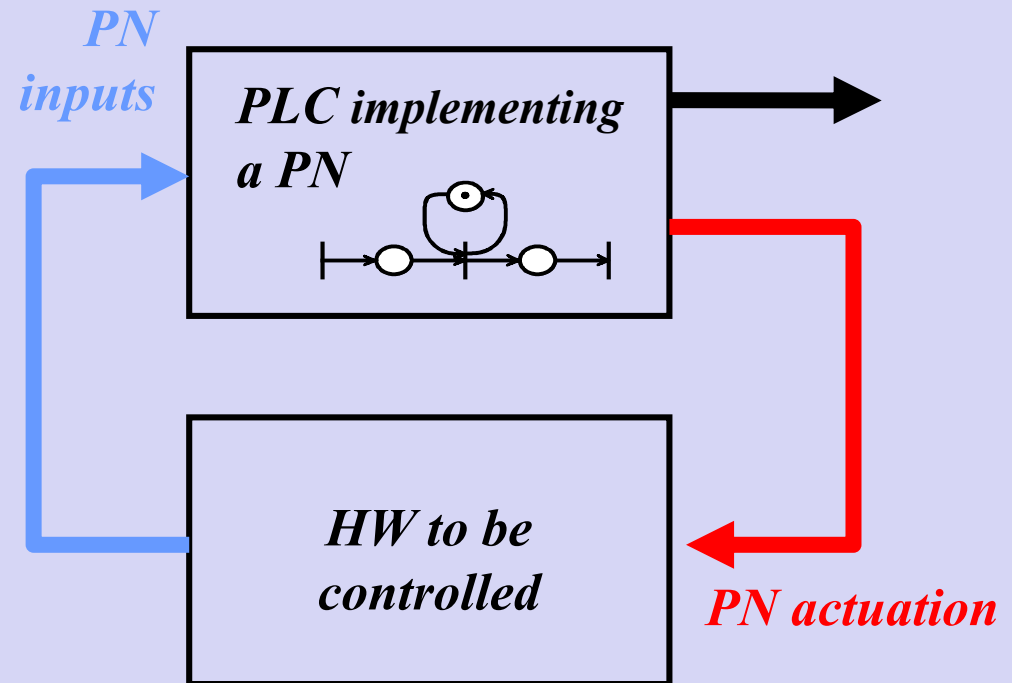 PN
inputs
PLC implementing
a PN
HW to be
controlled
PN actuation